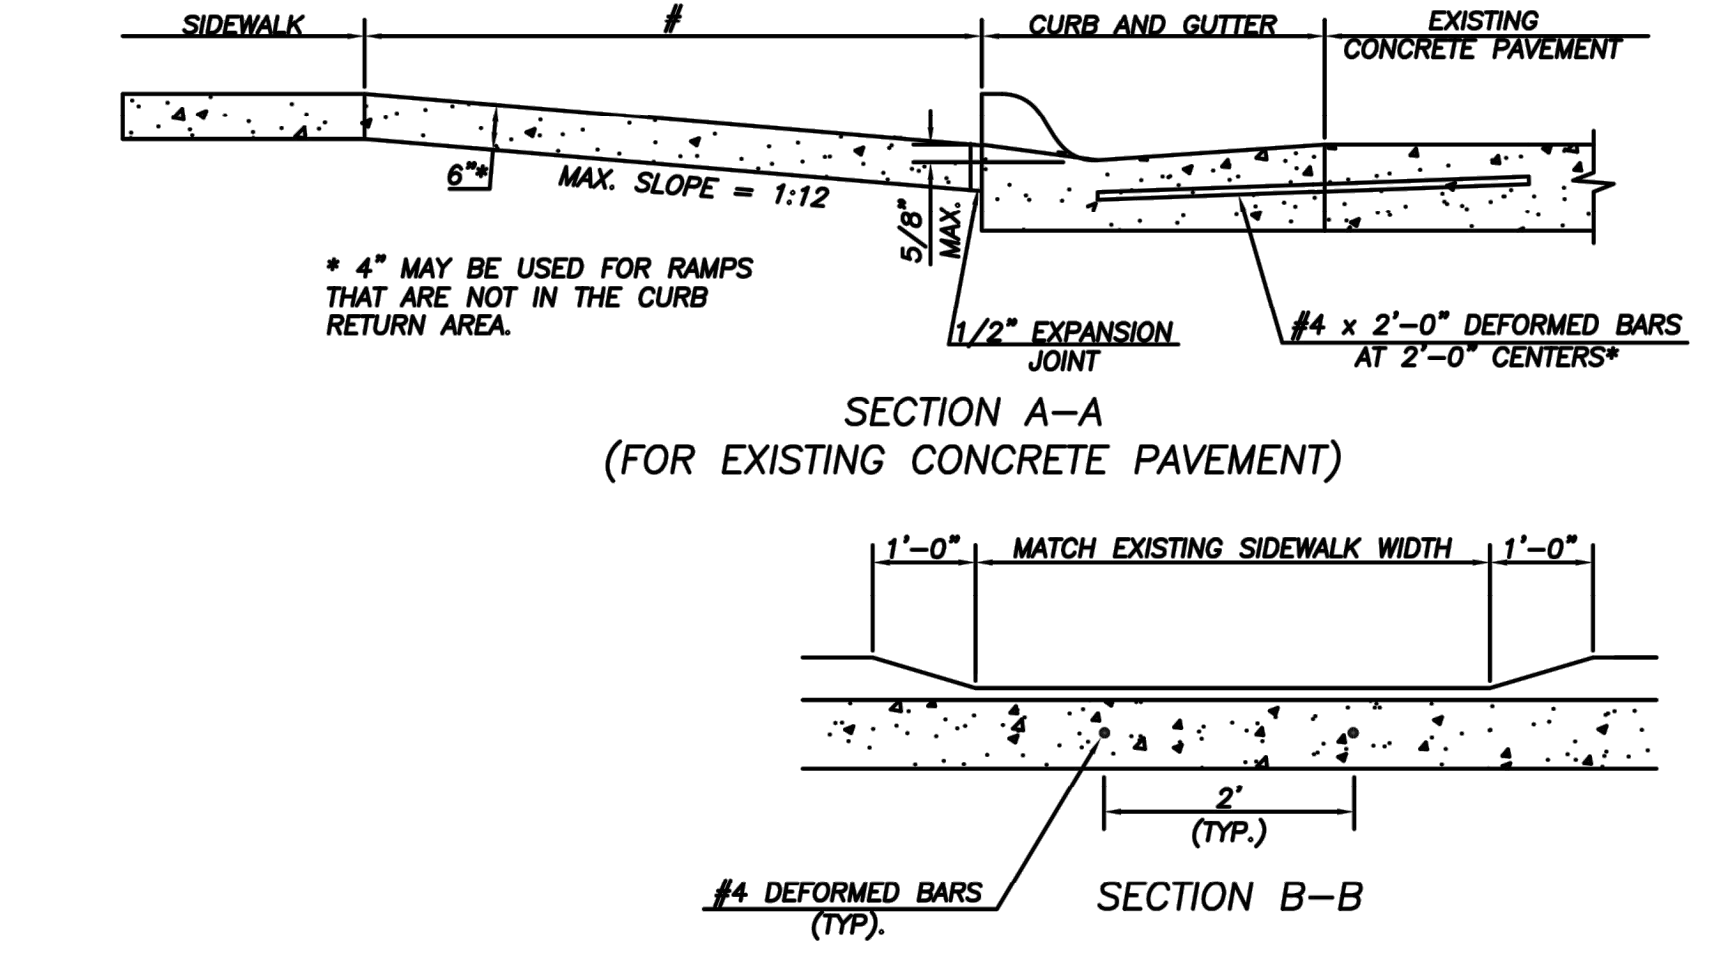 SIDEWALK
#
CURB AND GUTTER
EXISTING
CONCRETE PAVEMENT
6"*
MAX. SLOPE = 1:12
5/8"
MAX.
* 4" MAY BE USED FOR RAMPS
THAT ARE NOT IN THE CURB
RETURN AREA.
1/2" EXPANSION
JOINT
#4 x 2'-0" DEFORMED BARS
AT 2'-0" CENTERS*
SECTION A-A
(FOR EXISTING CONCRETE PAVEMENT)
1'-0"
MATCH EXISTING SIDEWALK WIDTH
1'-0"
2'
(TYP.)
#4 DEFORMED BARS
(TYP).
SECTION B-B